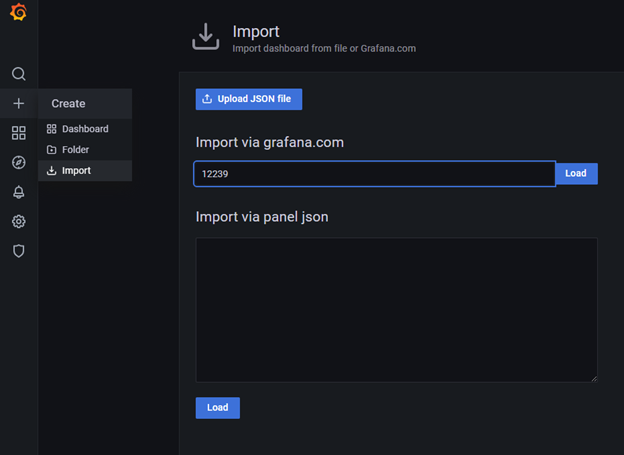 Import
Import dashboard from file or Grafana.com
Create
Dashboard
Folder
Import
Upload JSON file
Import via grafana.com
12239
Load
Import via panel json
Load